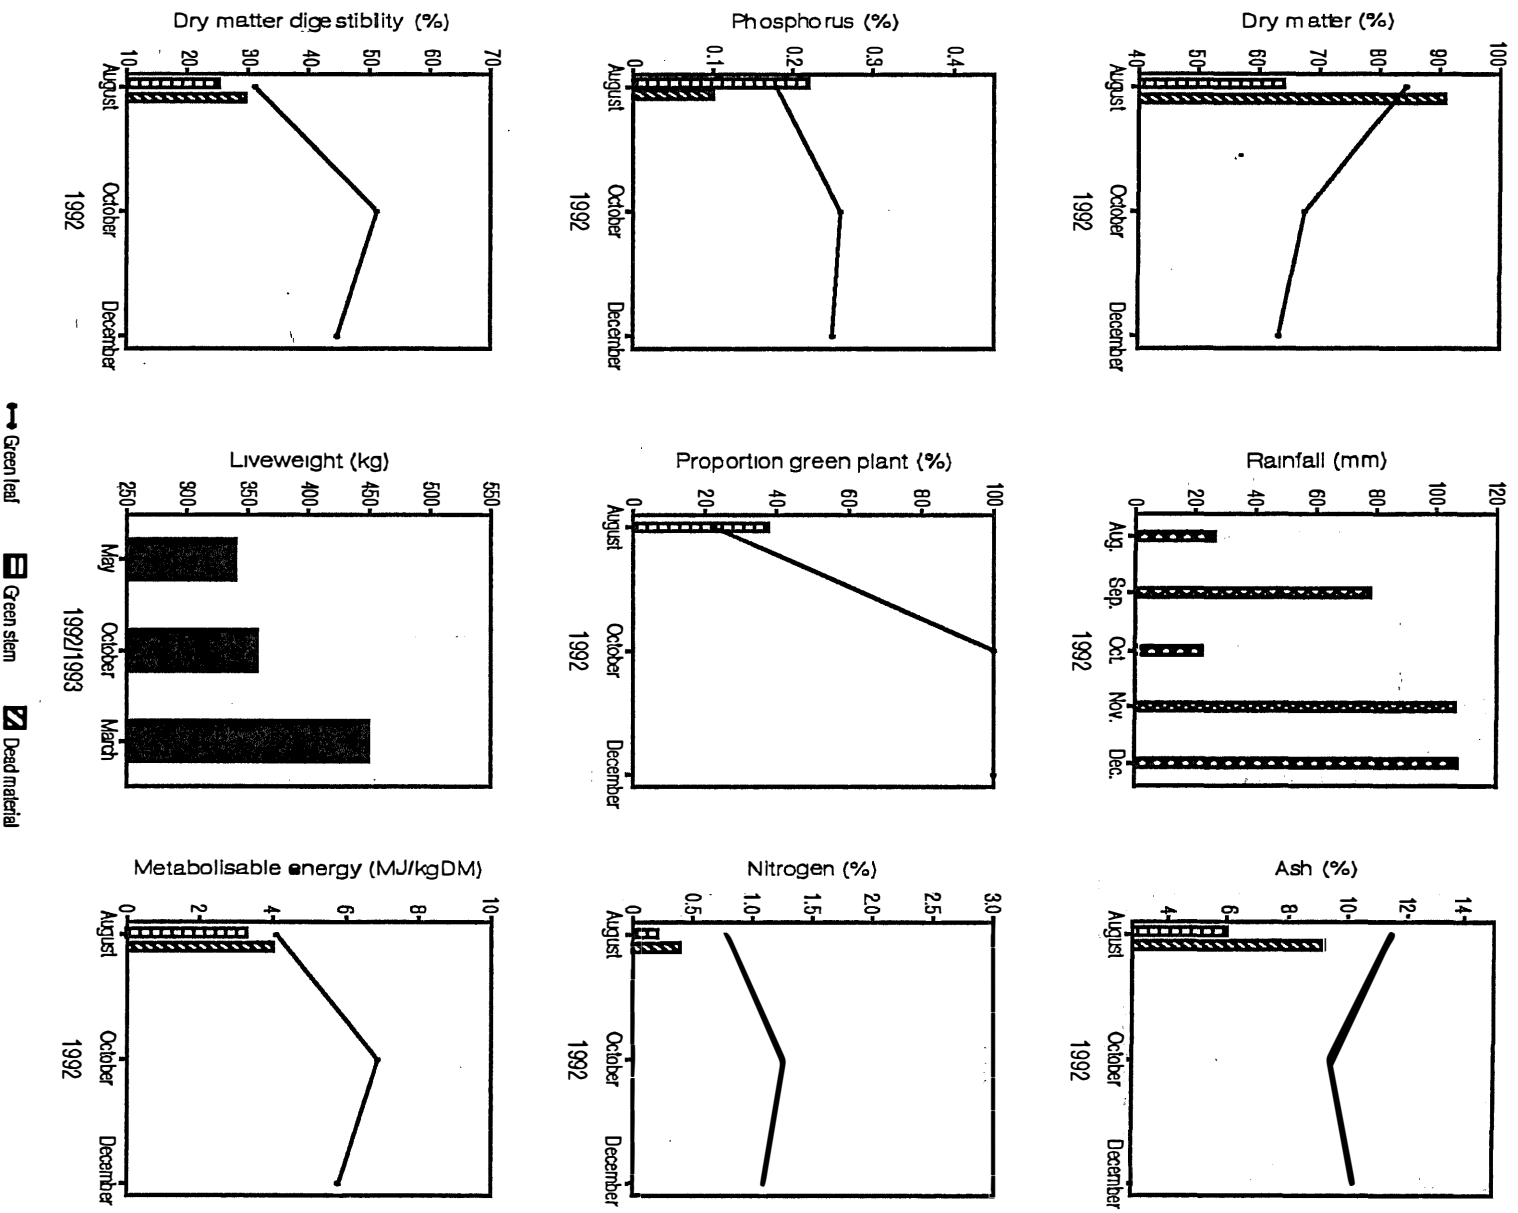 Dry matter digestibility (%)
10 20 30 40 50 60 70
August October December
1992
Phosphorus (%)
0 0.1 0.2 0.3 0.4
August October December
1992
Dry matter (%)
40 50 60 70 80 90 100
August October December
1992
Liveweight (kg)
250 300 350 400 450 500 550
May October March
1992/1993
Proportion green plant (%)
0 20 40 60 80 100
August October December
1992
Rainfall (mm)
0 20 40 60 80 100 120
Aug. Sep. Oct Nov. Dec.
1992
Metabolisable energy (MJ/kgDM)
0 2 4 6 8 10
August October December
1992
Nitrogen (%)
0 0.5 1.0 1.5 2.0 2.5 3.0
August October December
1992
Ash (%)
4 6 8 10 12 14
August October December
1992
Green leaf Green stem Dead material